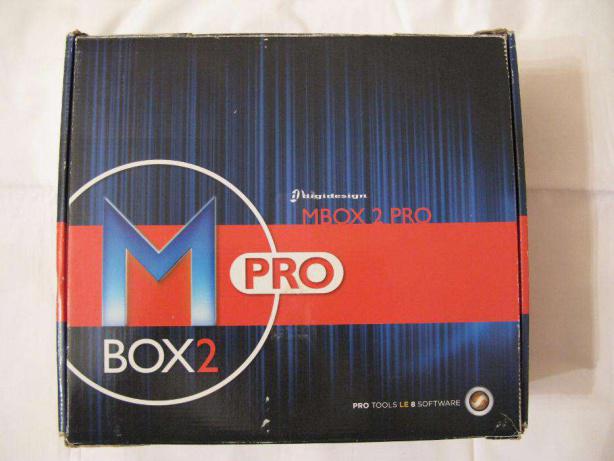 digidesign
MBOX 2 PRO
M
PRO
BOX2
PRO TOOLS LE 8 SOFTWARE